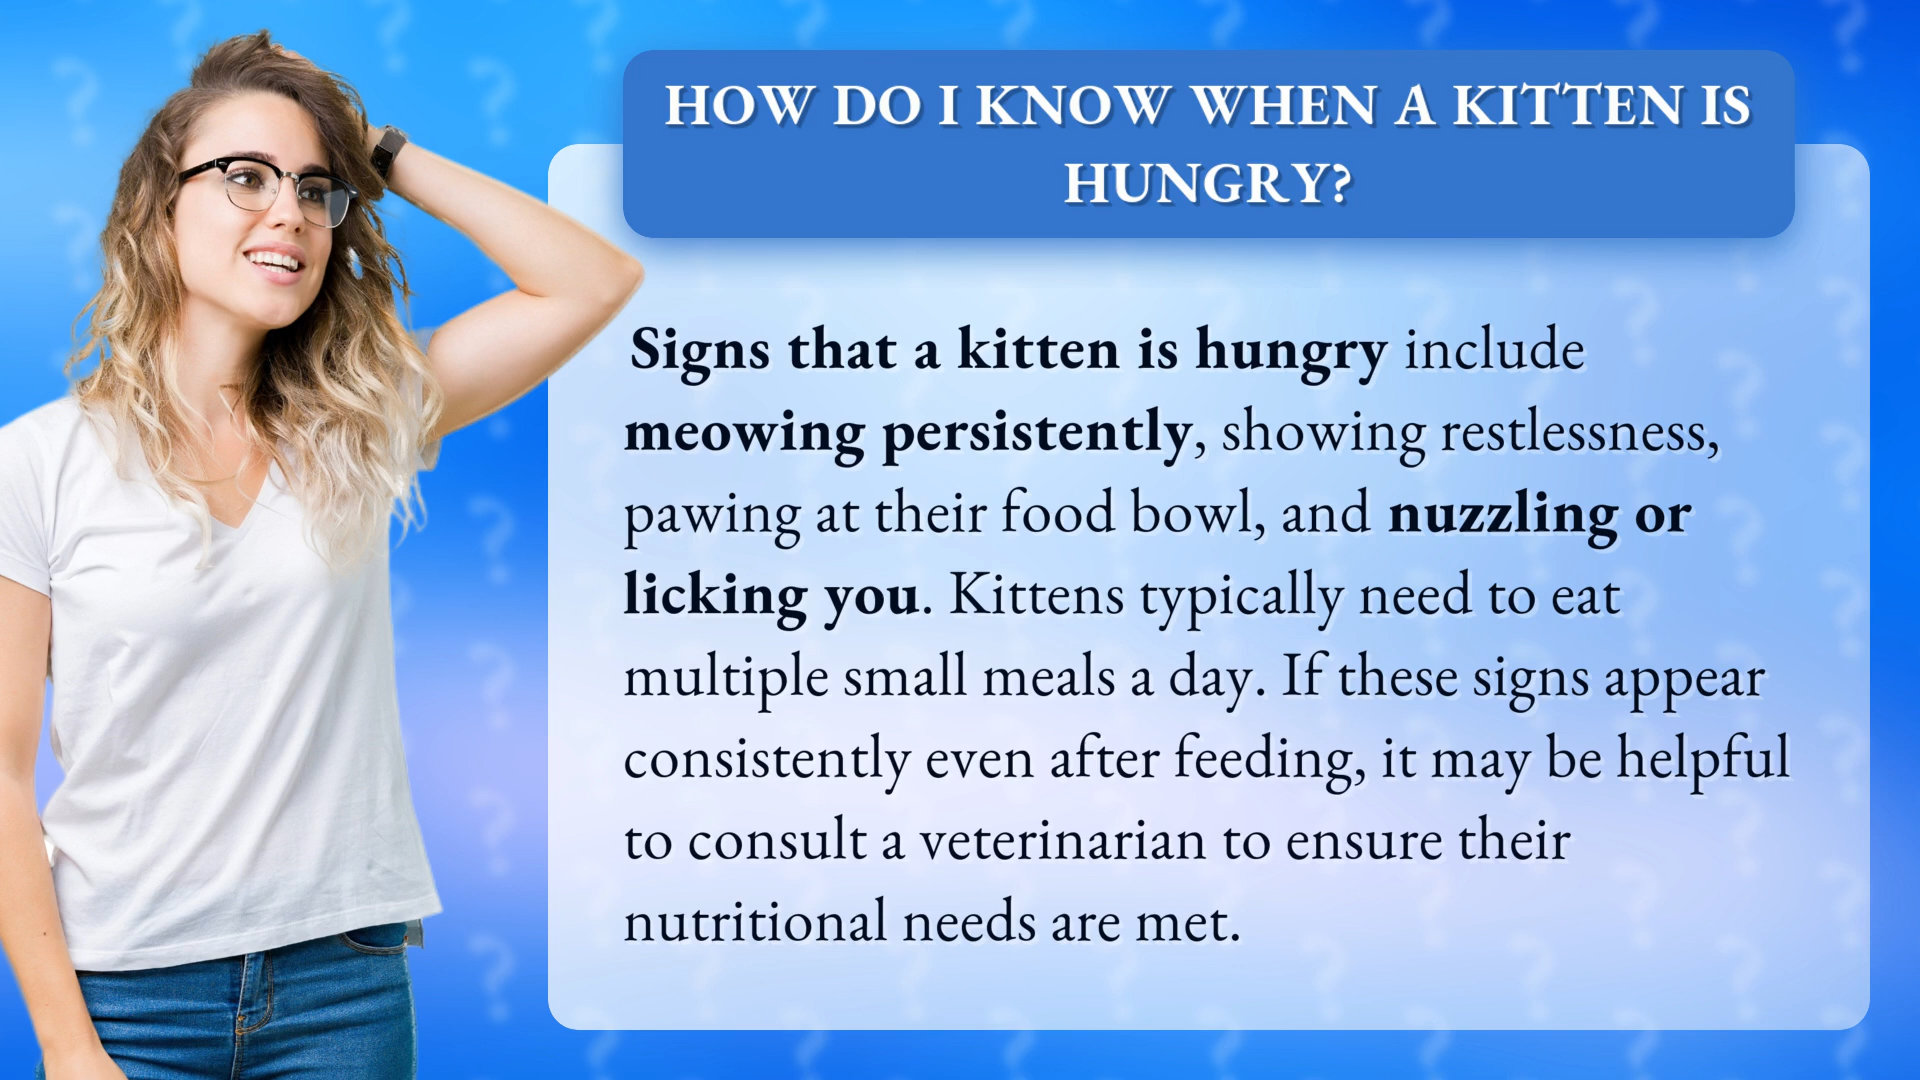 HOW DO I KNOW WHEN A KITTEN IS
HUNGRY?
Signs that a kitten is hungry include
meowing persistently, showing restlessness,
pawing at their food bowl, and nuzzling or
licking you. Kittens typically need to eat
multiple small meals a day. If these signs appear
consistently even after feeding, it may be helpful
to consult a veterinarian to ensure their
nutritional needs are met.